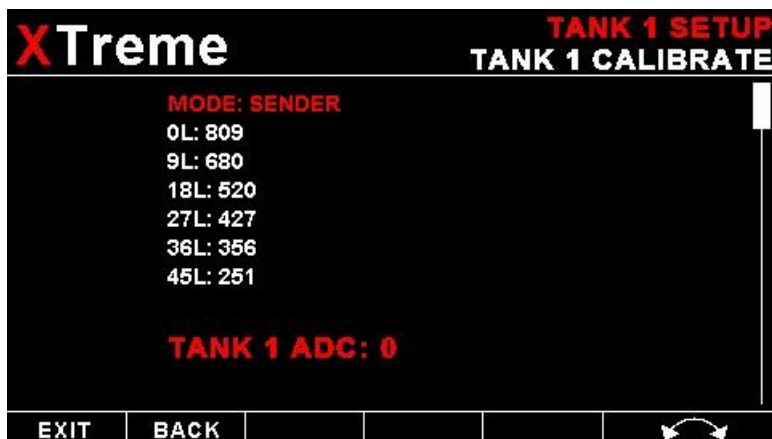 XTreme
TANK 1 SETUP
TANK 1 CALIBRATE
MODE: SENDER
0L: 809
9L: 680
18L: 520
27L: 427
36L: 356
45L: 251
TANK 1 ADC: 0
EXIT BACK